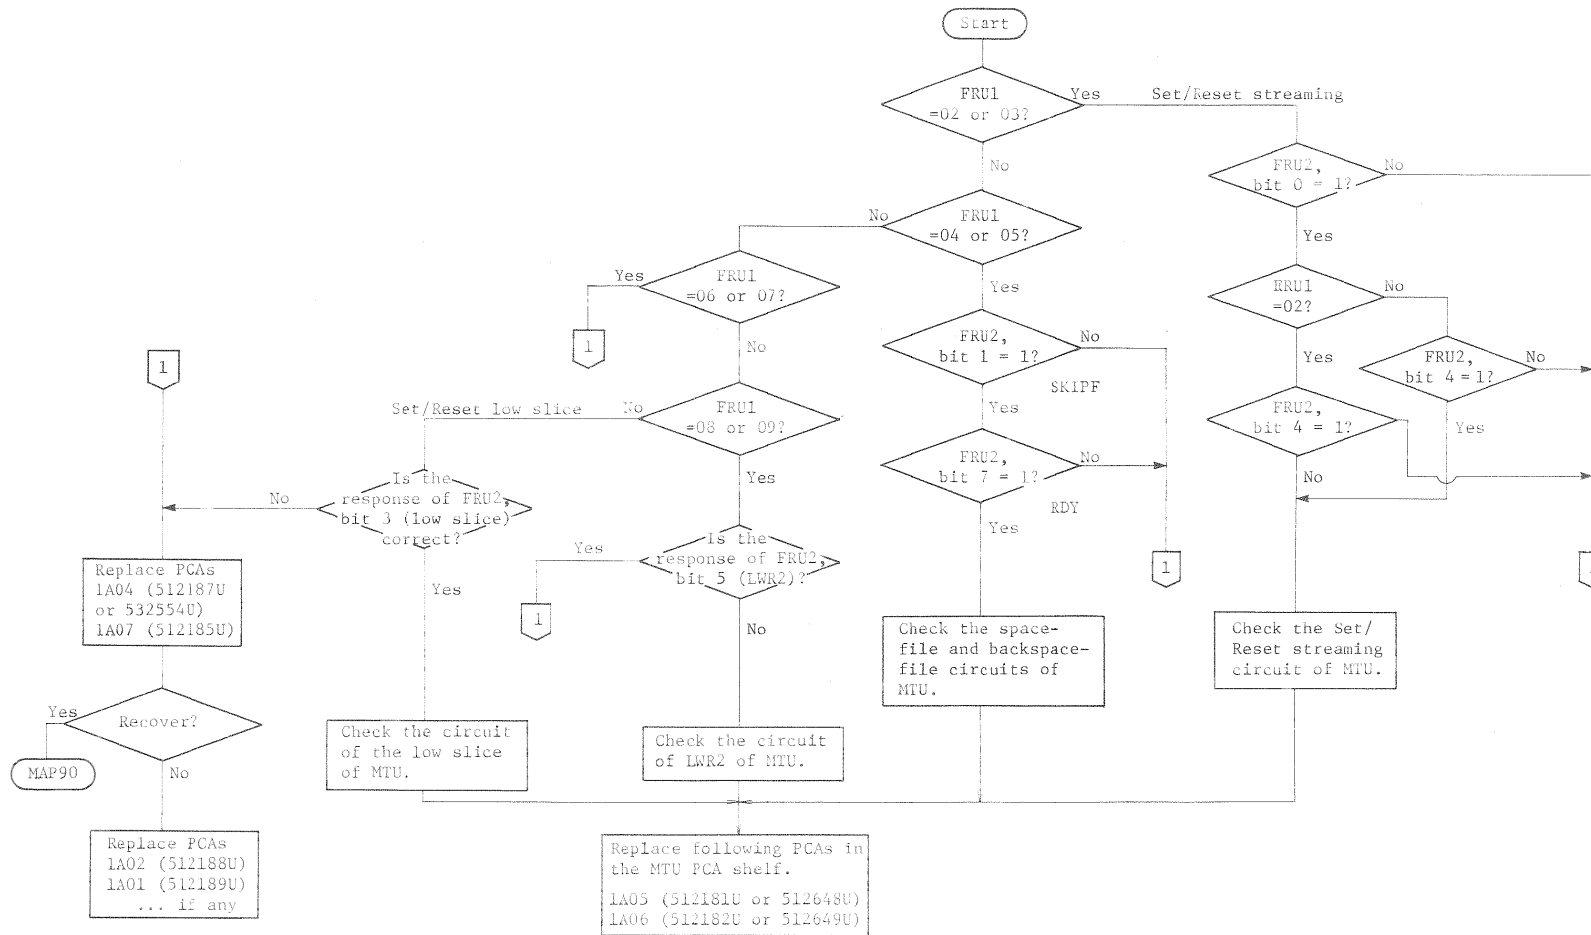 Start
FRU1
=02 or 03?
Yes
Set/Reset streaming
No
FRU2,
bit 0 = 1?
No
Yes
FRU1
=04 or 05?
No
Yes
FRU1
=06 or 07?
Yes
1
No
RRU1
=02?
No
Yes
FRU2,
bit 4 = 1?
No
Yes
FRU2,
bit 4 = 1?
No
FRU2,
bit 1 = 1?
No
SKIPF
Yes
FRU2,
bit 7 = 1?
No
RDY
Yes
1
FRU1
=08 or 09?
No
Set/Reset low slice
Yes
1
Is the
response of FRU2,
bit 3 (low slice)
correct?
No
Yes
Is the
response of FRU2,
bit 5 (LWR2)?
Yes
1
No
Replace PCAs
1A04 (512187U
or 532554U)
1A07 (512185U)
Check the space-
file and backspace-
file circuits of
MTU.
Check the Set/
Reset streaming
circuit of MTU.
Recover?
Yes
MAP90
No
Check the circuit
of the low slice
of MTU.
Check the circuit
of LWR2 of MTU.
Replace PCAs
1A02 (512188U)
1A01 (512189U)
... if any
Replace following PCAs in
the MTU PCA shelf.
1A05 (512181U or 512648U)
1A06 (512182U or 512649U)